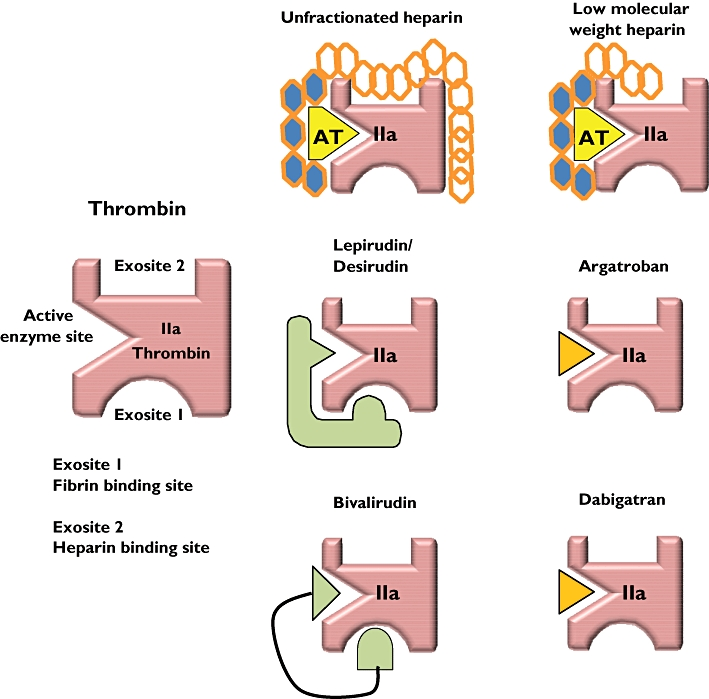 Unfractionated heparin
Low molecular
weight heparin
AT
IIa
AT
IIa
Thrombin
Exosite 2
Active
enzyme site
IIa
Thrombin
Exosite 1
Exosite 1
Fibrin binding site
Exosite 2
Heparin binding site
Lepirudin/
Desirudin
IIa
Argatroban
IIa
Bivalirudin
IIa
Dabigatran
IIa